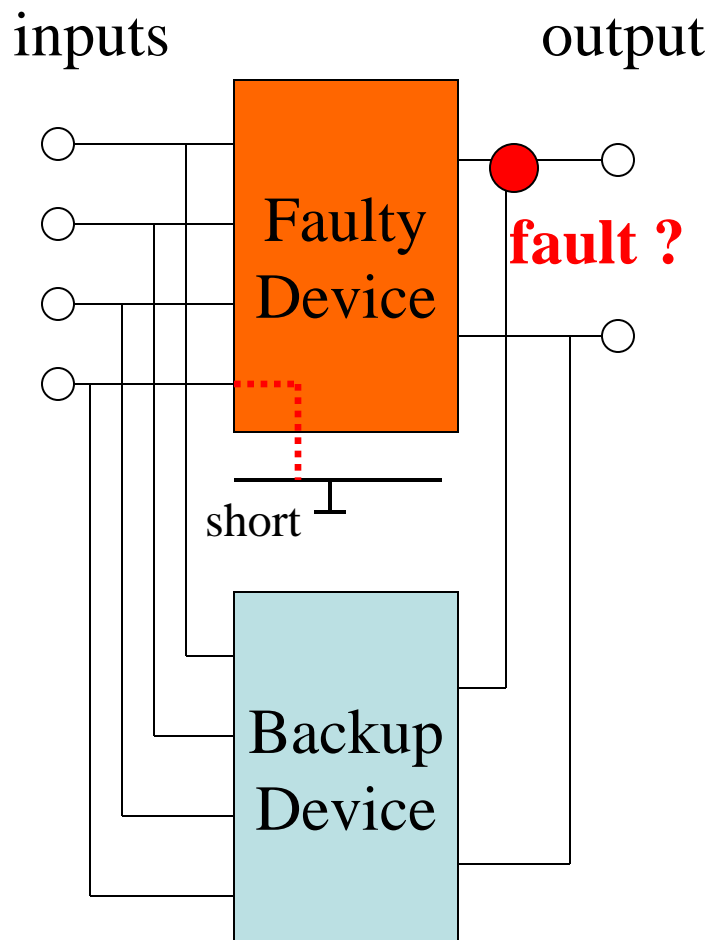 inputs
output
Faulty
Device
fault ?
short
Backup
Device